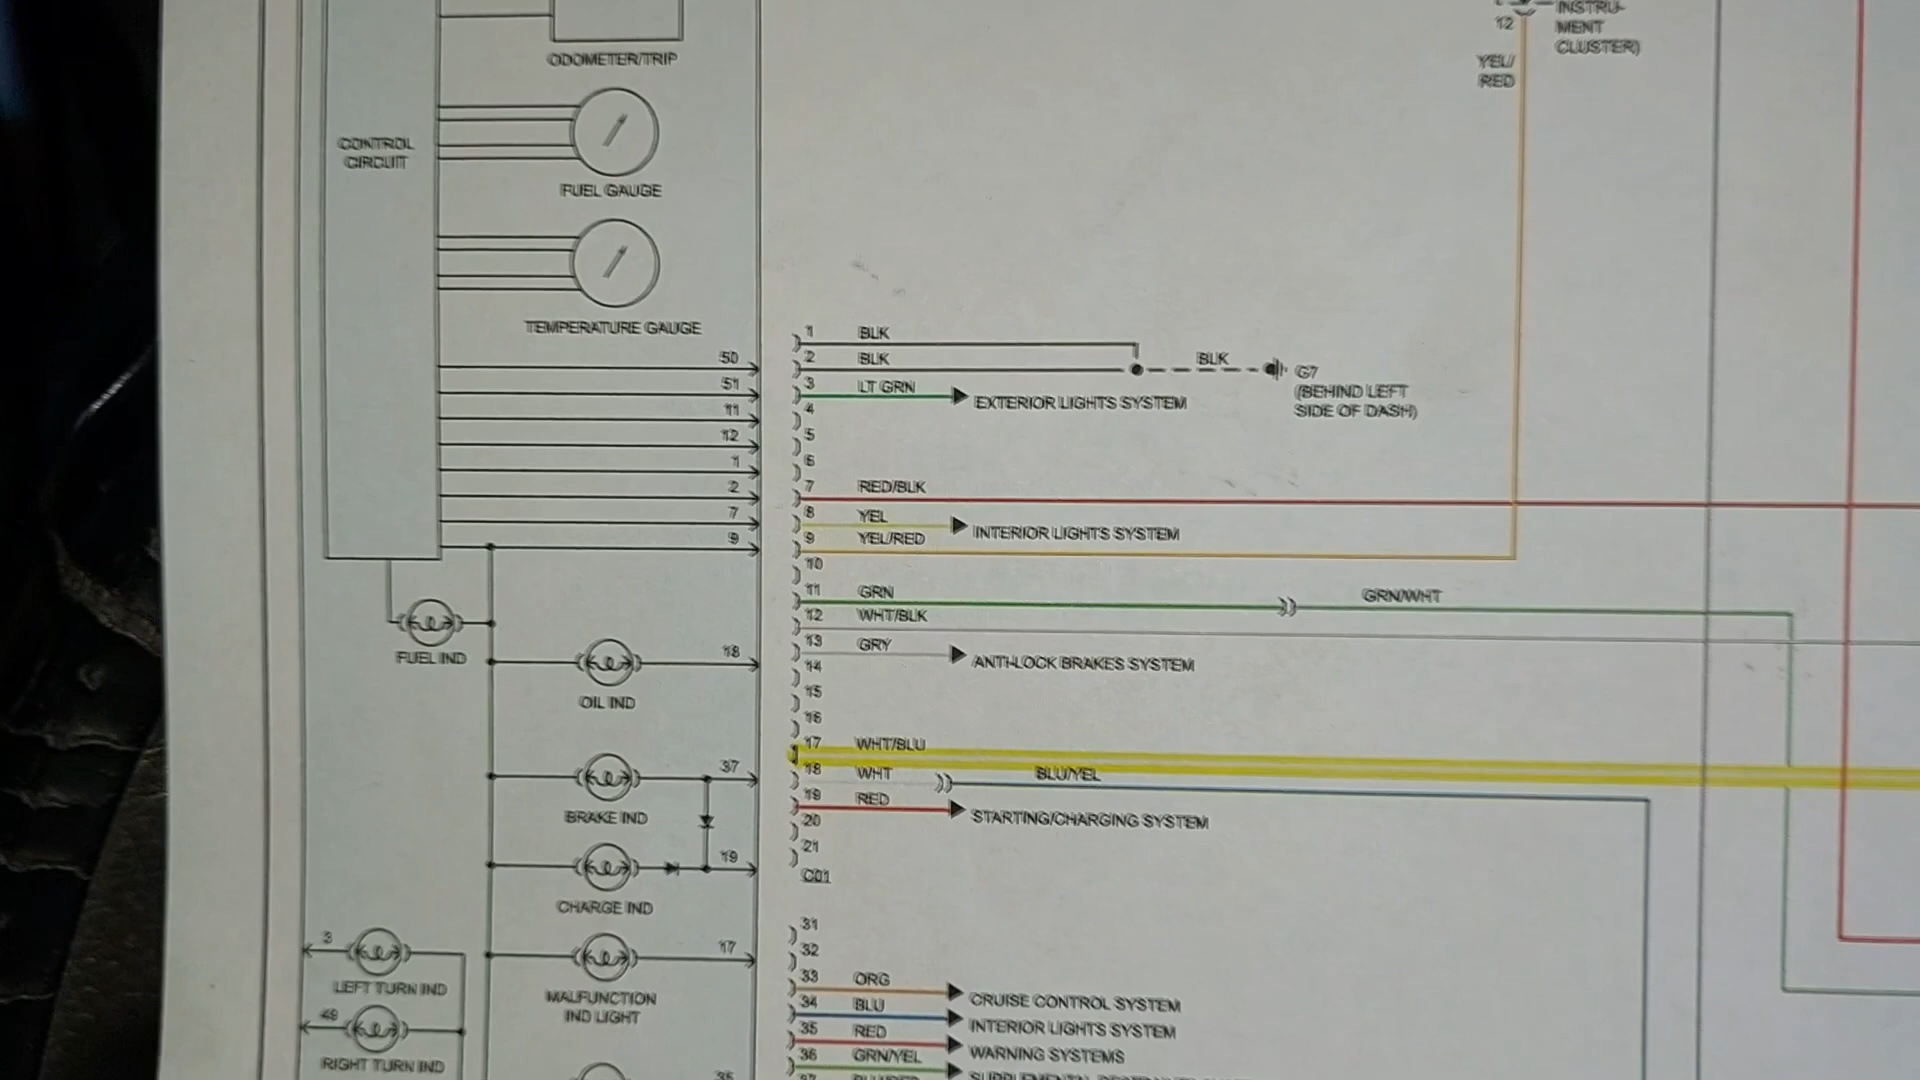 INSTRU-
MENT
CLUSTER)
12
YEL/
RED
ODOMETER/TRIP
CONTROL
CIRCUIT
FUEL GAUGE
TEMPERATURE GAUGE
50
51
11
12
1
2
7
9
FUEL IND
18
OIL IND
37
BRAKE IND
19
CHARGE IND
17
MALFUNCTION
IND LIGHT
3
LEFT TURN IND
49
RIGHT TURN IND
35
1 BLK
2 BLK
BLK
G7
(BEHIND LEFT
SIDE OF DASH)
3 LT GRN
EXTERIOR LIGHTS SYSTEM
4
5
6
7 RED/BLK
8 YEL
INTERIOR LIGHTS SYSTEM
9 YEL/RED
10
11 GRN
GRN/WHT
12 WHT/BLK
13 GRY
ANTI-LOCK BRAKES SYSTEM
14
15
16
17 WHT/BLU
18 WHT
BLU/YEL
19 RED
STARTING/CHARGING SYSTEM
20
21
C01
31
32
33 ORG
CRUISE CONTROL SYSTEM
34 BLU
INTERIOR LIGHTS SYSTEM
35 RED
WARNING SYSTEMS
36 GRN/YEL
37